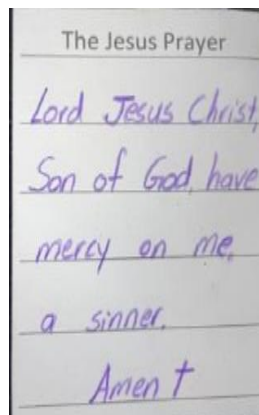 The Jesus Prayer
Lord Jesus Christ,
Son of God, have
mercy on me,
a sinner.
Amen †